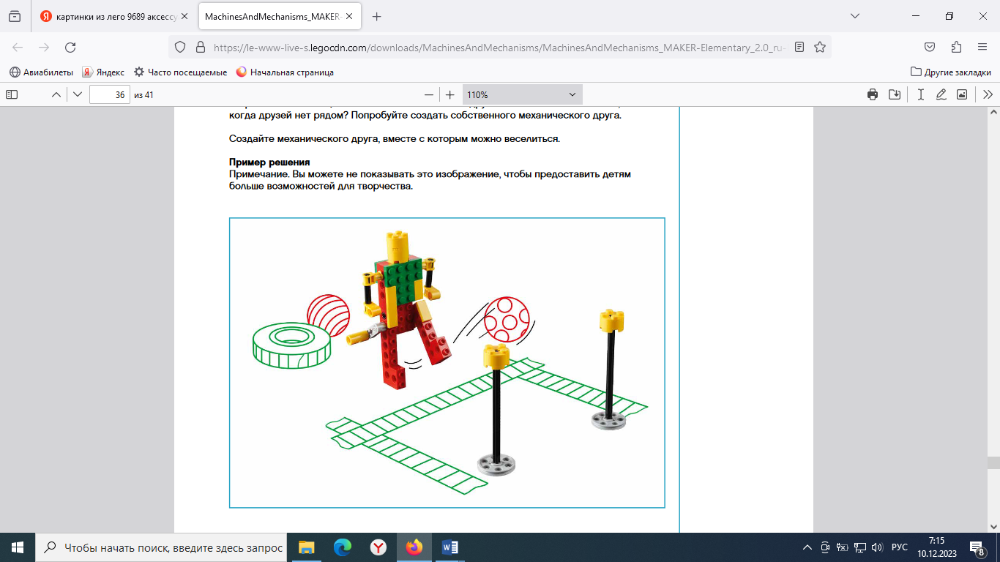 картинки из лего 9689 аксессу
MachinesAndMechanisms_MAKER-
https://le-www-live-s.legocdn.com/downloads/MachinesAndMechanisms/MachinesAndMechanisms_MAKER-Elementary_2.0_ru-
Авиабилеты
Яндекс
Часто посещаемые
Начальная страница
Другие закладки
36 из 41
110%
когда друзей нет рядом? Попробуйте создать собственного механического друга.
Создайте механического друга, вместе с которым можно веселиться.
Пример решения
Примечание. Вы можете не показывать это изображение, чтобы предоставить детям
больше возможностей для творчества.
Чтобы начать поиск, введите здесь запрос
РУС
7:15
10.12.2023
8